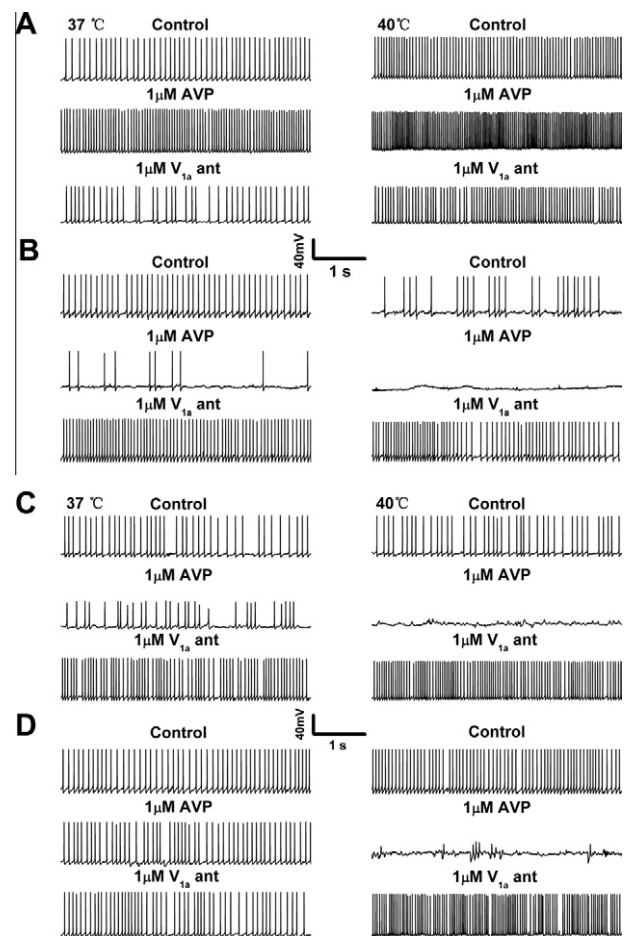 A 37 ℃ Control 40℃ Control
1μM AVP 1μM AVP
1μM V1a ant 1μM V1a ant
B Control 40mV 1 s Control
1μM AVP 1μM AVP
1μM V1a ant 1μM V1a ant
C 37 ℃ Control 40℃ Control
1μM AVP 1μM AVP
1μM V1a ant 1μM V1a ant
D Control 40mV 1 s Control
1μM AVP 1μM AVP
1μM V1a ant 1μM V1a ant